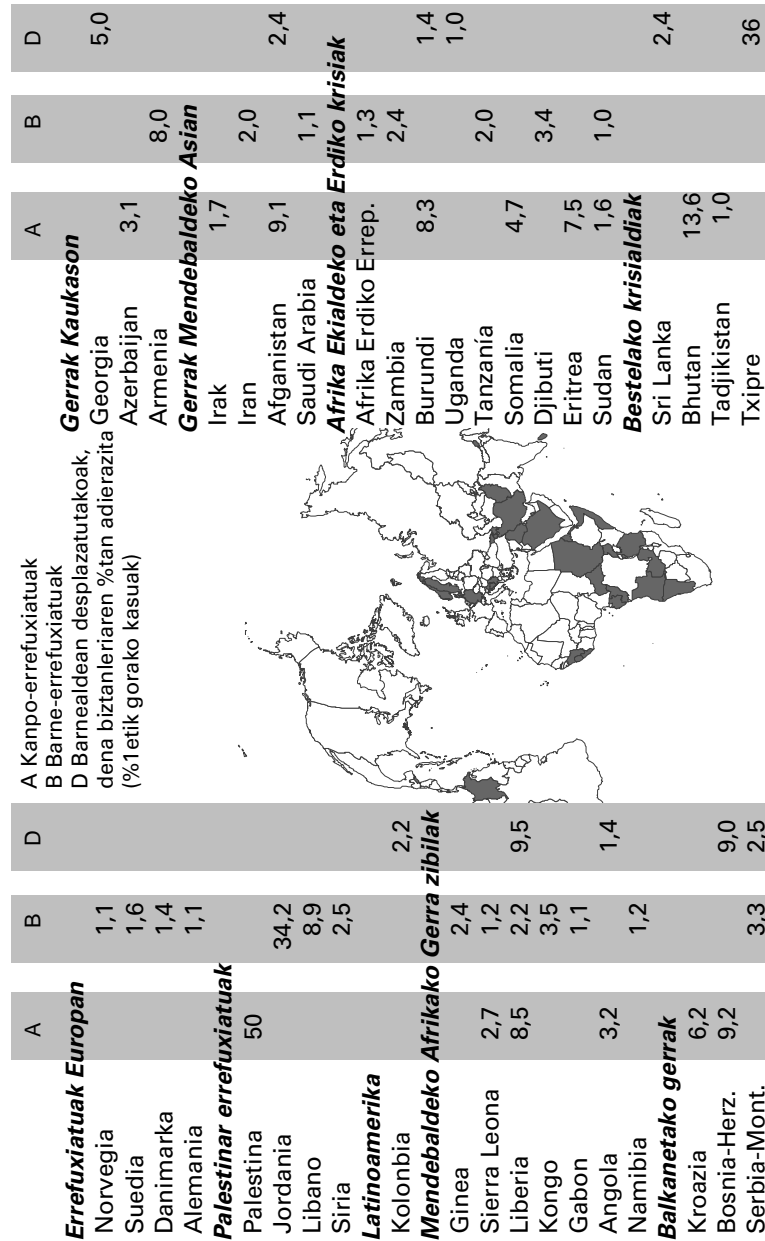 A B D
Errefuxiatuak Europan
Norvegia 1,1
Suedia 1,6
Danimarka 1,4
Alemania 1,1
Palestinar errefuxiatuak
Palestina 50
Jordania 34,2
Libano 8,9
Siria 2,5
Latinoamerika
Kolonbia 2,2
Mendebaldeko Afrikako Gerra zibilak
Ginea 2,4
Sierra Leona 2,7 1,2
Liberia 8,5 2,2 9,5
Kongo 3,5
Gabon 1,1
Angola 3,2 1,4
Namibia 1,2
Balkanetako gerrak
Kroazia 6,2
Bosnia-Herz. 9,2 9,0
Serbia-Mont. 3,3 2,5
A Kanpo-errefuxiatuak
B Barne-errefuxiatuak
D Barnealdean desplazatutakoak,
dena biztanleriaren %tan adierazita
(%1etik gorako kasuak)
A B D
Gerrak Kaukason
Georgia 5,0
Azerbaijan 3,1
Armenia 8,0
Gerrak Mendebaldeko Asian
Irak 1,7
Iran 2,0
Afganistan 9,1 2,4
Saudi Arabia 1,1
Afrika Ekialdeko eta Erdiko krisiak
Afrika Erdiko Errep. 1,3
Zambia 2,4
Burundi 8,3 1,4
Uganda 1,0
Tanzanía 2,0
Somalia 4,7
Djibuti 3,4
Eritrea 7,5
Sudan 1,6 1,0
Bestelako krisialdiak
Sri Lanka 2,4
Bhutan 13,6
Tadjikistan 1,0
Txipre 36